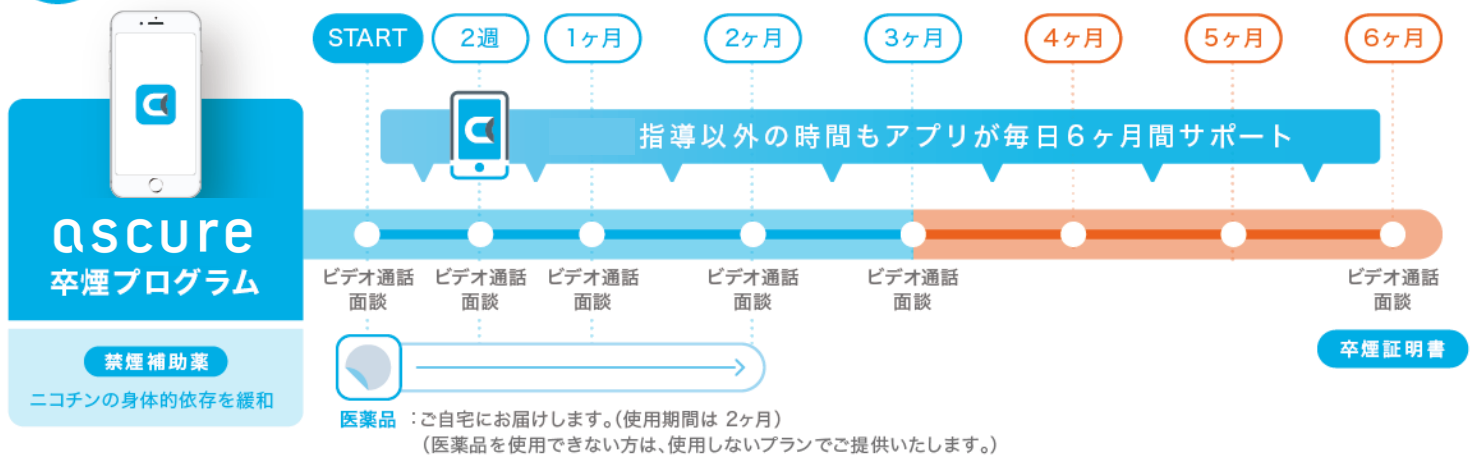 START
2週
1ヶ月
2ヶ月
3ヶ月
4ヶ月
5ヶ月
6ヶ月
指導以外の時間もアプリが毎日6ヶ月間サポート
ascure
卒煙プログラム
ビデオ通話
面談
ビデオ通話
面談
ビデオ通話
面談
ビデオ通話
面談
ビデオ通話
面談
ビデオ通話
面談
卒煙証明書
禁煙補助薬
ニコチンの身体的依存を緩和
医薬品 :ご自宅にお届けします。(使用期間は 2ヶ月)
(医薬品を使用できない方は、使用しないプランでご提供いたします。)